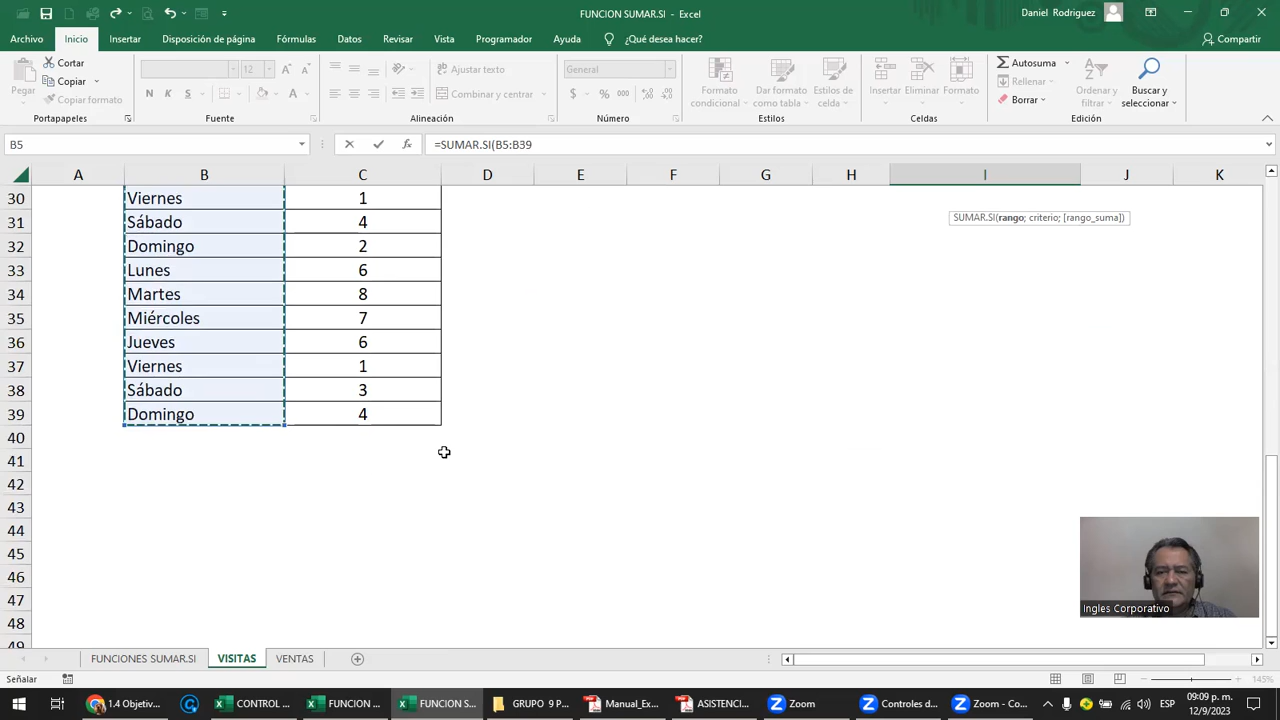 FUNCION SUMAR.SI - Excel
Daniel Rodriguez
Archivo
Inicio
Insertar
Disposición de página
Fórmulas
Datos
Revisar
Vista
Programador
Ayuda
¿Qué desea hacer?
Compartir
Pegar
Cortar
Copiar
Copiar formato
Portapapeles
12
N K S
Fuente
Ajustar texto
Combinar y centrar
Alineación
General
$ % 000
Número
Formato condicional
Dar formato como tabla
Estilos de celda
Estilos
Insertar
Eliminar
Formato
Celdas
Autosuma
Rellenar
Borrar
Ordenar y filtrar
Buscar y seleccionar
Edición
B5
fx
=SUMAR.SI(B5:B39
A B C D E F G H I J K
30 Viernes 1
31 Sábado 4
32 Domingo 2
33 Lunes 6
34 Martes 8
35 Miércoles 7
36 Jueves 6
37 Viernes 1
38 Sábado 3
39 Domingo 4
40
41
42
43
44
45
46
47
48
49
SUMAR.SI(rango; criterio; [rango_suma])
Ingles Corporativo
FUNCIONES SUMAR.SI
VISITAS
VENTAS
Señalar
145%
1.4 Objetiv...
CONTROL ...
FUNCION ...
FUNCION S...
GRUPO 9 P...
Manual_Ex...
ASISTENCI...
Zoom
Controles d...
Zoom - Co...
ESP
09:09 p. m.
12/9/2023